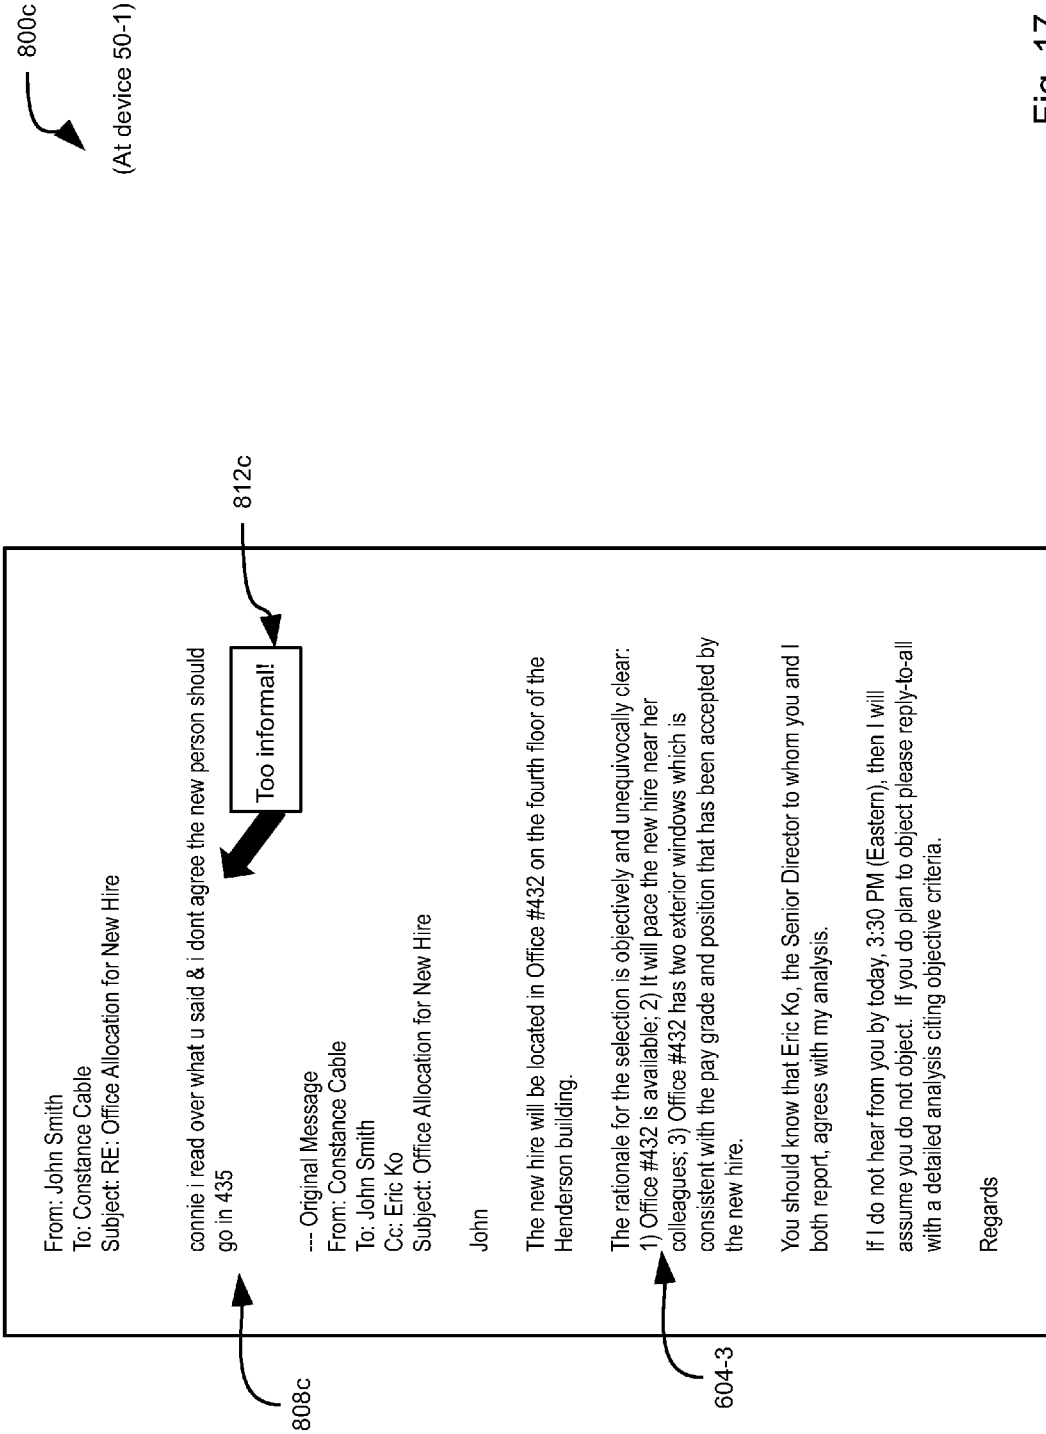 800c
(At device 50-1)
From: John Smith
To: Constance Cable
Subject: RE: Office Allocation for New Hire
connie i read over what u said & i dont agree the new person should
go in 435
Too informal!
812c
808c
--- Original Message
From: Constance Cable
To: John Smith
Cc: Eric Ko
Subject: Office Allocation for New Hire
John
The new hire will be located in Office #432 on the fourth floor of the
Henderson building.
The rationale for the selection is objectively and unequivocally clear:
1) Office #432 is available; 2) It will pace the new hire near her
colleagues; 3) Office #432 has two exterior windows which is
consistent with the pay grade and position that has been accepted by
the new hire.
604-3
You should know that Eric Ko, the Senior Director to whom you and I
both report, agrees with my analysis.
If I do not hear from you by today, 3:30 PM (Eastern), then I will
assume you do not object. If you do plan to object please reply-to-all
with a detailed analysis citing objective criteria.
Regards
Fig. 17